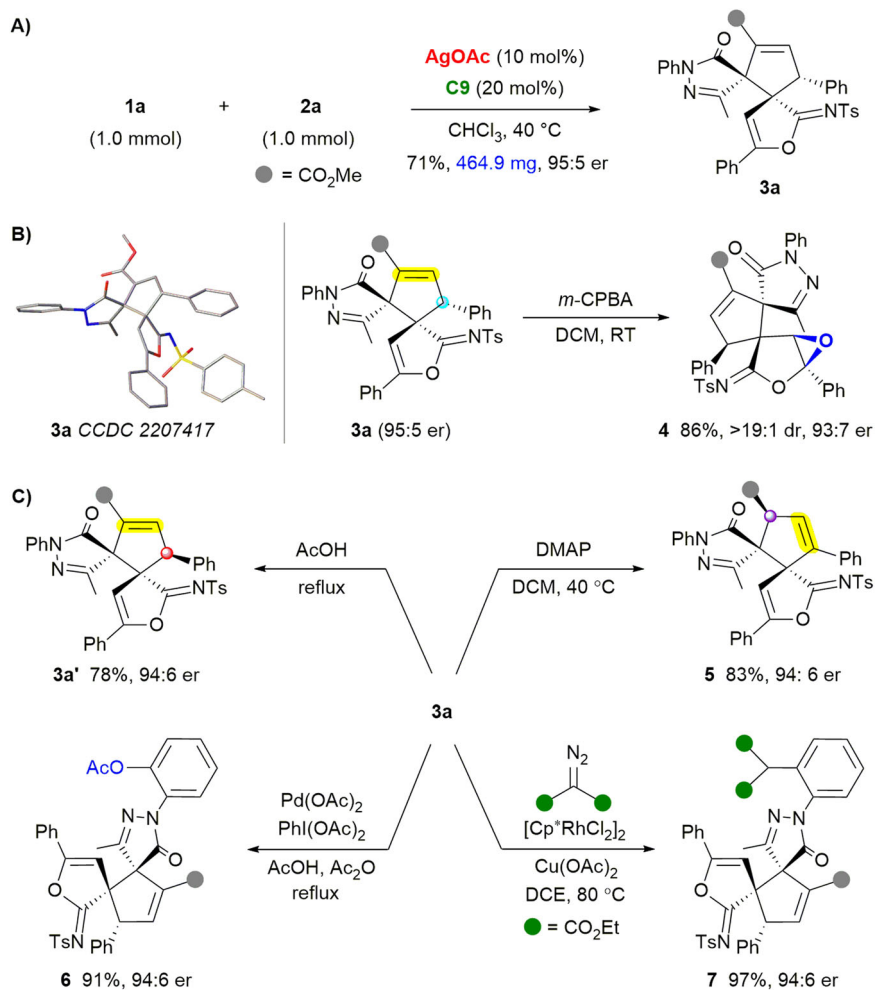 A)
1a + 2a
(1.0 mmol) (1.0 mmol)
= CO2Me
AgOAc (10 mol%)
C9 (20 mol%)
CHCl3, 40 °C
71%, 464.9 mg, 95:5 er
O
PhN
N
Ph
NTs
O
Ph
3a
B)
3a CCDC 2207417
O
PhN
N
Ph
NTs
O
Ph
3a (95:5 er)
m-CPBA
DCM, RT
O
Ph
N
N
O
Ph
TsN
O
Ph
4 86%, >19:1 dr, 93:7 er
C)
O
PhN
N
Ph
NTs
O
Ph
3a' 78%, 94:6 er
AcOH
reflux
DMAP
DCM, 40 °C
O
PhN
N
Ph
NTs
O
Ph
5 83%, 94: 6 er
3a
AcO
N
N
Ph
O
O
TsN
Ph
6 91%, 94:6 er
Pd(OAc)2
PhI(OAc)2
AcOH, Ac2O
reflux
N2
[Cp*RhCl2]2
Cu(OAc)2
DCE, 80 °C
= CO2Et
N
N
Ph
O
O
TsN
Ph
7 97%, 94:6 er